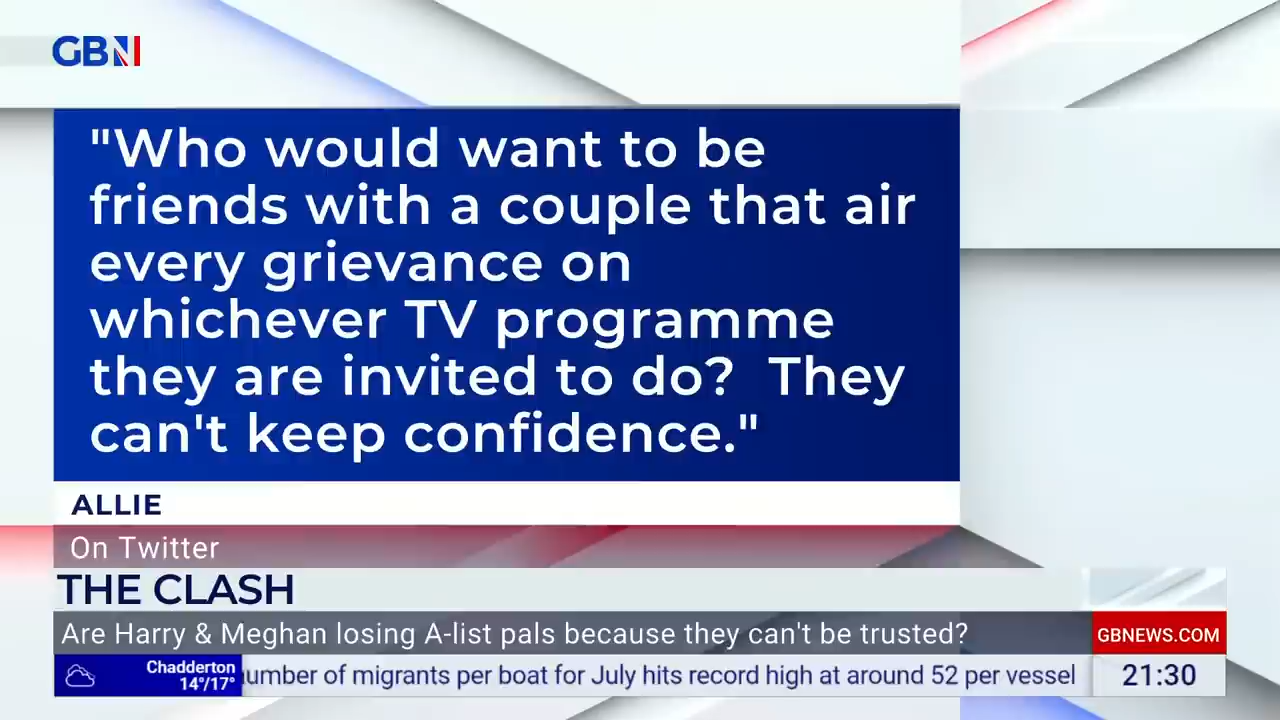 GBN
"Who would want to be
friends with a couple that air
every grievance on
whichever TV programme
they are invited to do?  They
can't keep confidence."
ALLIE
On Twitter
THE CLASH
Are Harry & Meghan losing A-list pals because they can't be trusted?
GBNEWS.COM
Chadderton
14°/17°
number of migrants per boat for July hits record high at around 52 per vessel
21:30